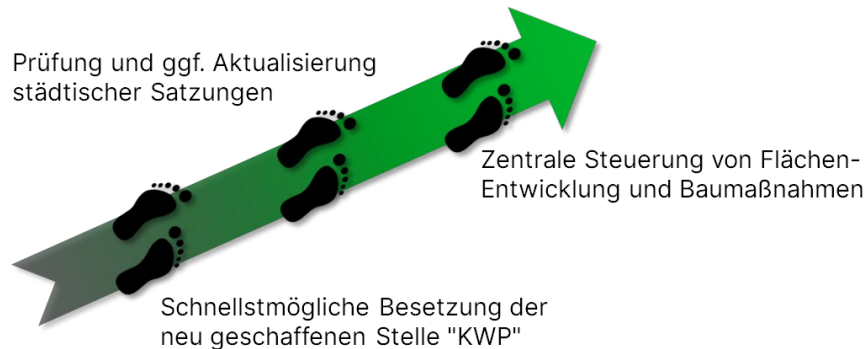 Prüfung und ggf. Aktualisierung
städtischer Satzungen
Zentrale Steuerung von Flächen-
Entwicklung und Baumaßnahmen
Schnellstmögliche Besetzung der
neu geschaffenen Stelle "KWP"